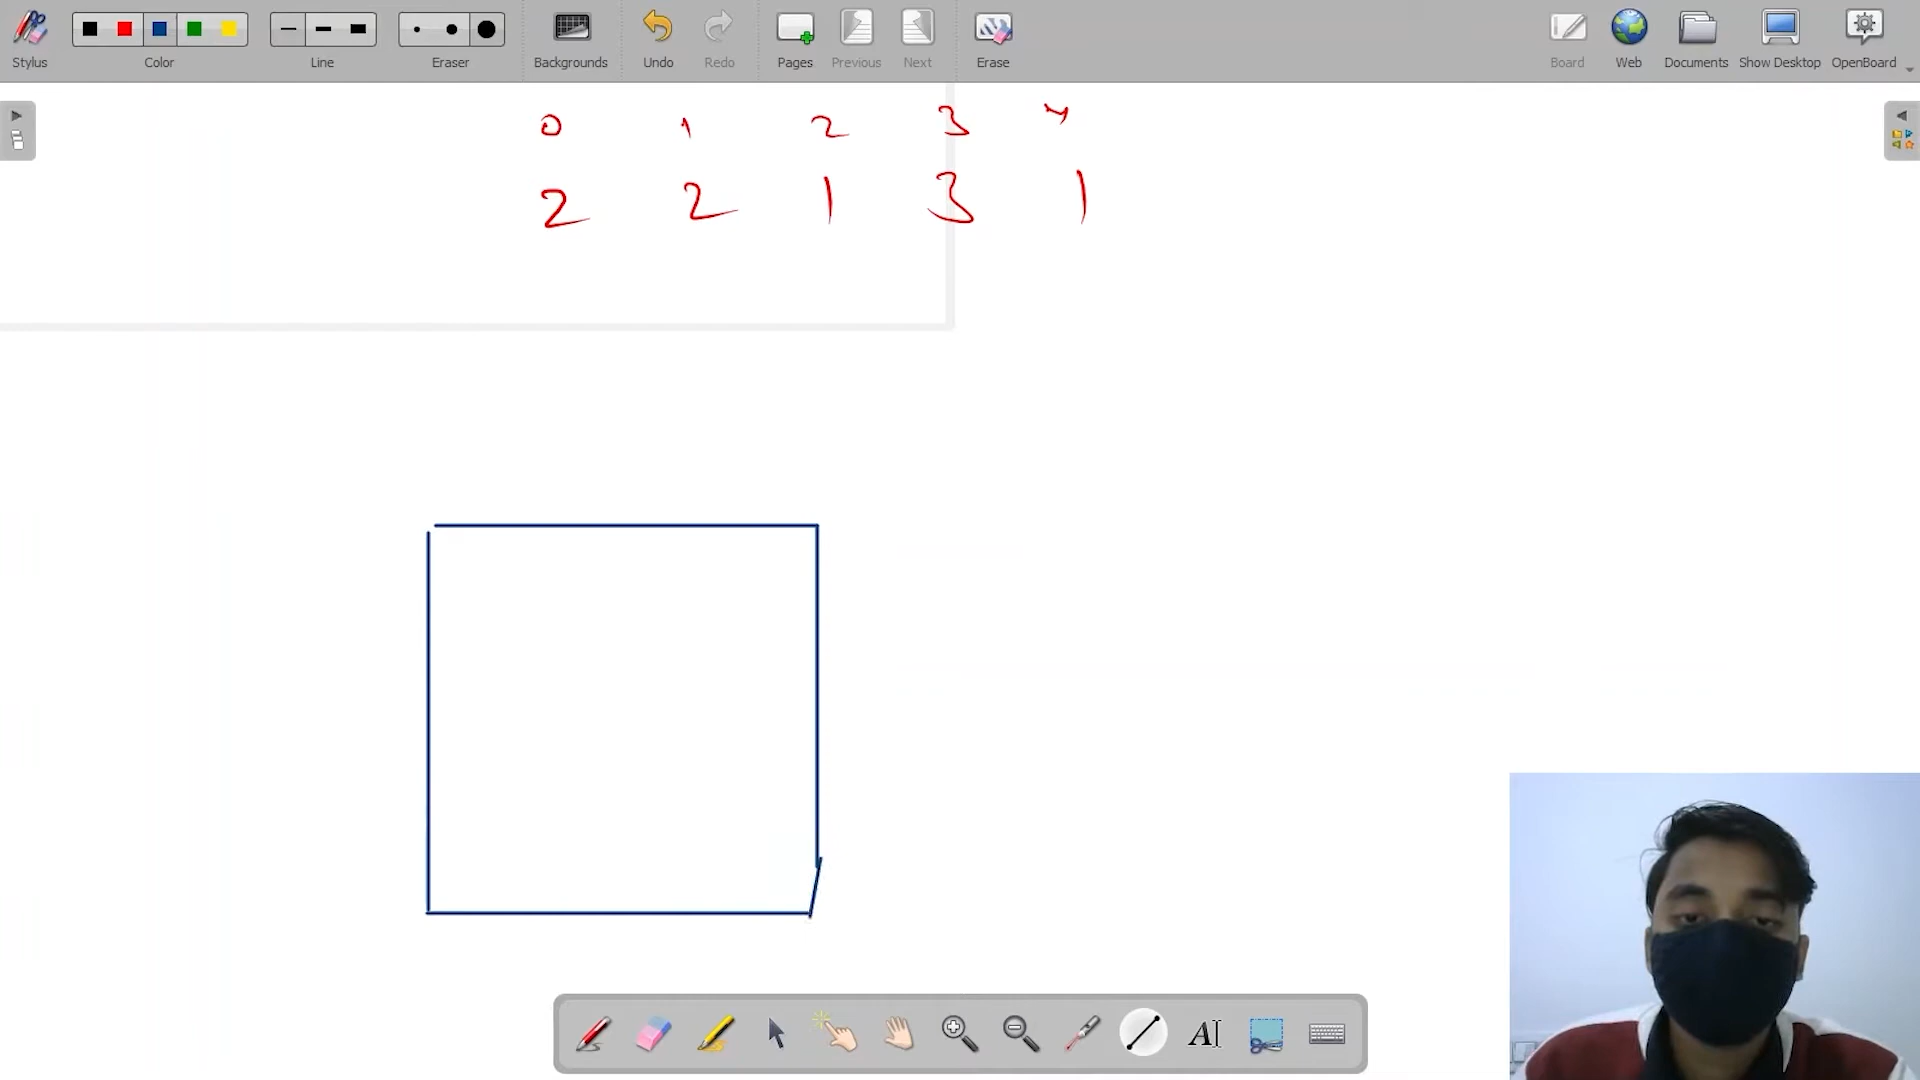 Stylus Color Line Eraser Backgrounds Undo Redo Pages Previous Next Erase Board Web Documents Show Desktop OpenBoard
0 1 2 3 4
2 2 1 3 1